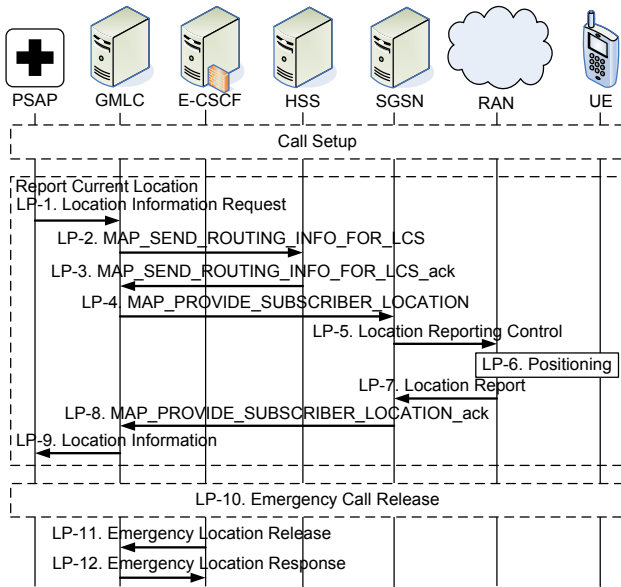 PSAP GMLC E-CSCF HSS SGSN RAN UE
Call Setup
Report Current Location
LP-1. Location Information Request
LP-2. MAP_SEND_ROUTING_INFO_FOR_LCS
LP-3. MAP_SEND_ROUTING_INFO_FOR_LCS_ack
LP-4. MAP_PROVIDE_SUBSCRIBER_LOCATION
LP-5. Location Reporting Control
LP-6. Positioning
LP-7. Location Report
LP-8. MAP_PROVIDE_SUBSCRIBER_LOCATION_ack
LP-9. Location Information
LP-10. Emergency Call Release
LP-11. Emergency Location Release
LP-12. Emergency Location Response